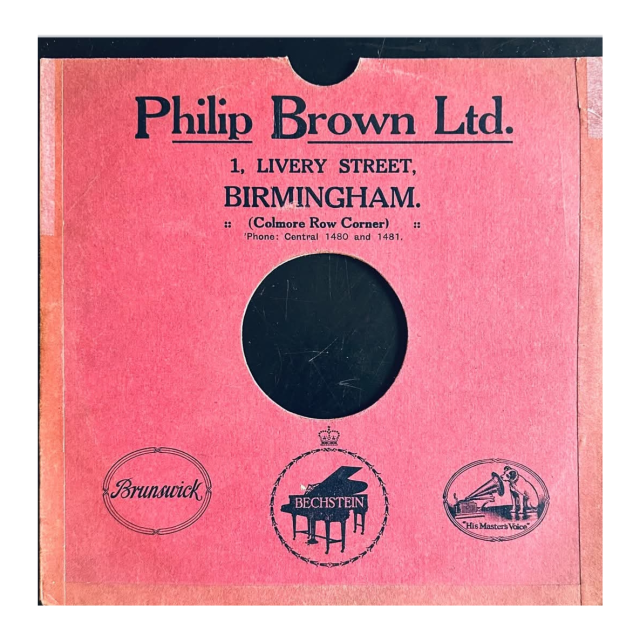 Philip Brown Ltd.
1, LIVERY STREET,
BIRMINGHAM.
:: (Colmore Row Corner) ::
'Phone: Central 1480 and 1481.
Brunswick
BECHSTEIN
"His Master's Voice"